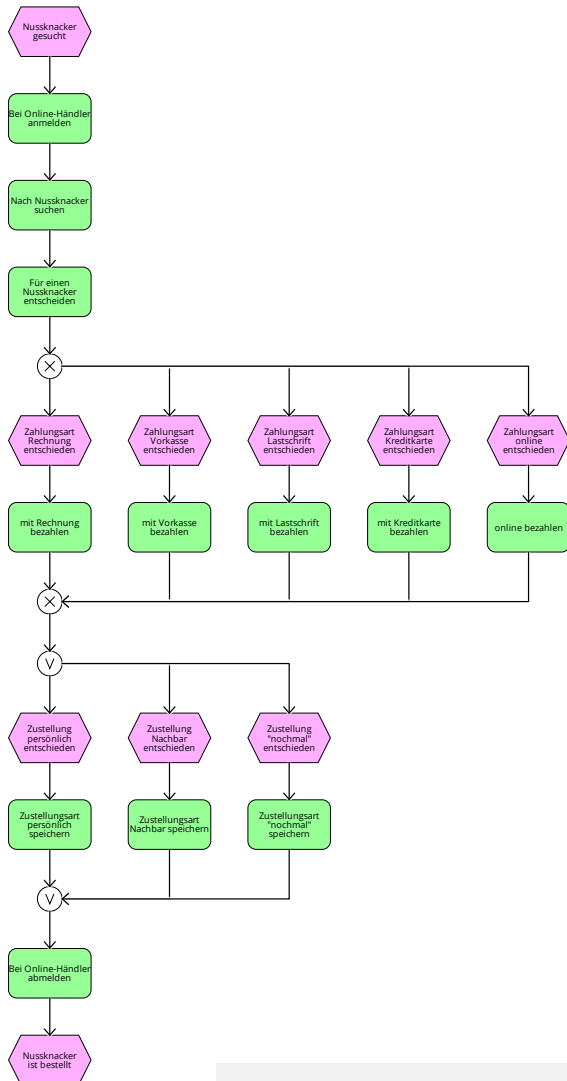 Nussknacker
gesucht
Bei Online-Händler
anmelden
Nach Nussknacker
suchen
Für einen
Nussknacker
entscheiden
Zahlungsart
Rechnung
entschieden
Zahlungsart
Vorkasse
entschieden
Zahlungsart
Lastschrift
entschieden
Zahlungsart
Kreditkarte
entschieden
Zahlungsart
online
entschieden
mit Rechnung
bezahlen
mit Vorkasse
bezahlen
mit Lastschrift
bezahlen
mit Kreditkarte
bezahlen
online bezahlen
V
Zustellung
persönlich
entschieden
Zustellung
Nachbar
entschieden
Zustellung
"nochmal"
entschieden
Zustellungsart
persönlich
speichern
Zustellungsart
Nachbar speichern
Zustellungsart
"nochmal"
speichern
V
Bei Online-Händler
abmelden
Nussknacker
ist bestellt